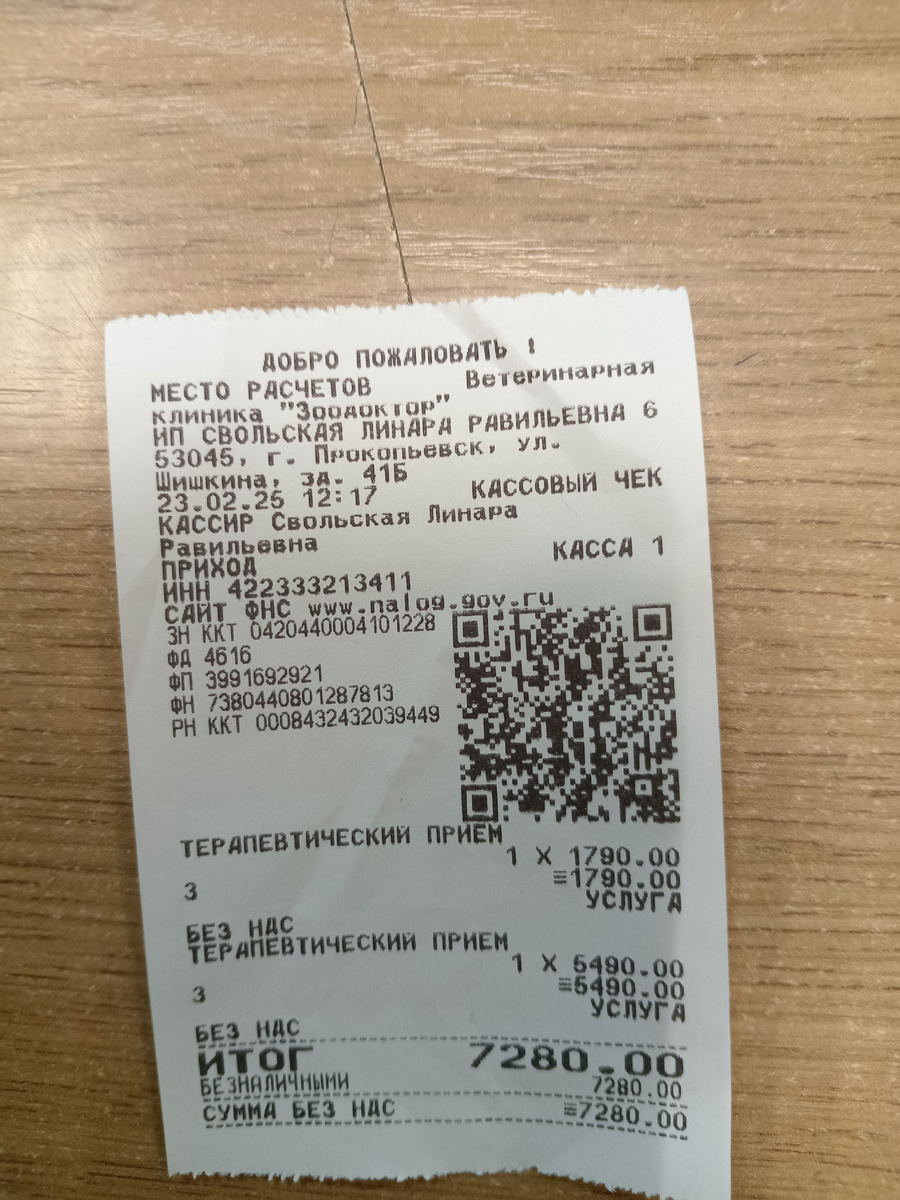 ДОБРО ПОЖАЛОВАТЬ !
МЕСТО РАСЧЕТОВ Ветеринарная
клиника "Зоодоктор"
ИП СВОЛЬСКАЯ ЛИНАРА РАВИЛЬЕВНА 6
53045, г. Прокопьевск, ул.
Шишкина, зд. 41Б
23.02.25 12:17 КАССОВЫЙ ЧЕК
КАССИР Свольская Линара
Равильевна
ПРИХОД КАССА 1
ИНН 422333213411
САЙТ ФНС www.nalog.gov.ru
ЗН ККТ 0420440004101228
ФД 4616
ФП 3991692921
ФН 7380440801287813
РН ККТ 0008432432039449
ТЕРАПЕВТИЧЕСКИЙ ПРИЕМ
1 X 1790.00
3 ≡1790.00
УСЛУГА
БЕЗ НДС
ТЕРАПЕВТИЧЕСКИЙ ПРИЕМ
1 X 5490.00
3 ≡5490.00
УСЛУГА
БЕЗ НДС
ИТОГ 7280.00
БЕЗНАЛИЧНЫМИ 7280.00
СУММА БЕЗ НДС ≡7280.00